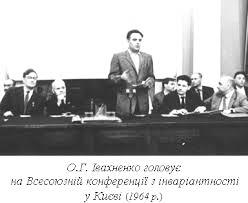 О.Г. Івахненко головує
на Всесоюзній конференції з інваріантності
у Києві (1964 р.)